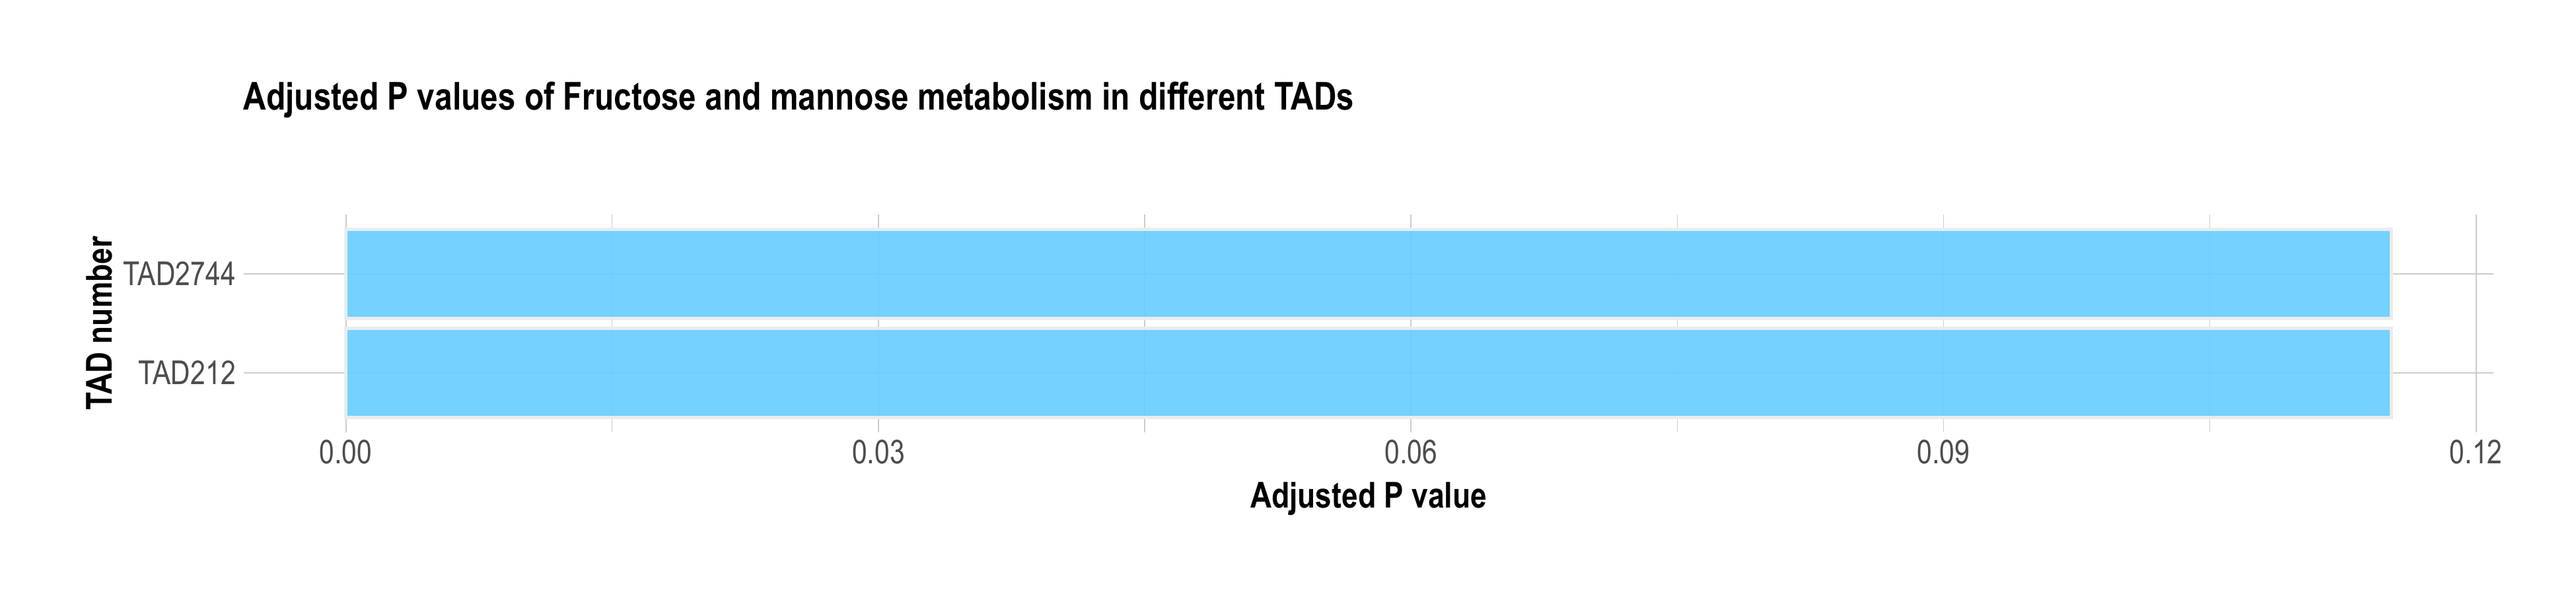 Adjusted P values of Fructose and mannose metabolism in different TADs
TAD number
TAD2744
TAD212
0.00 0.03 0.06 0.09 0.12
Adjusted P value